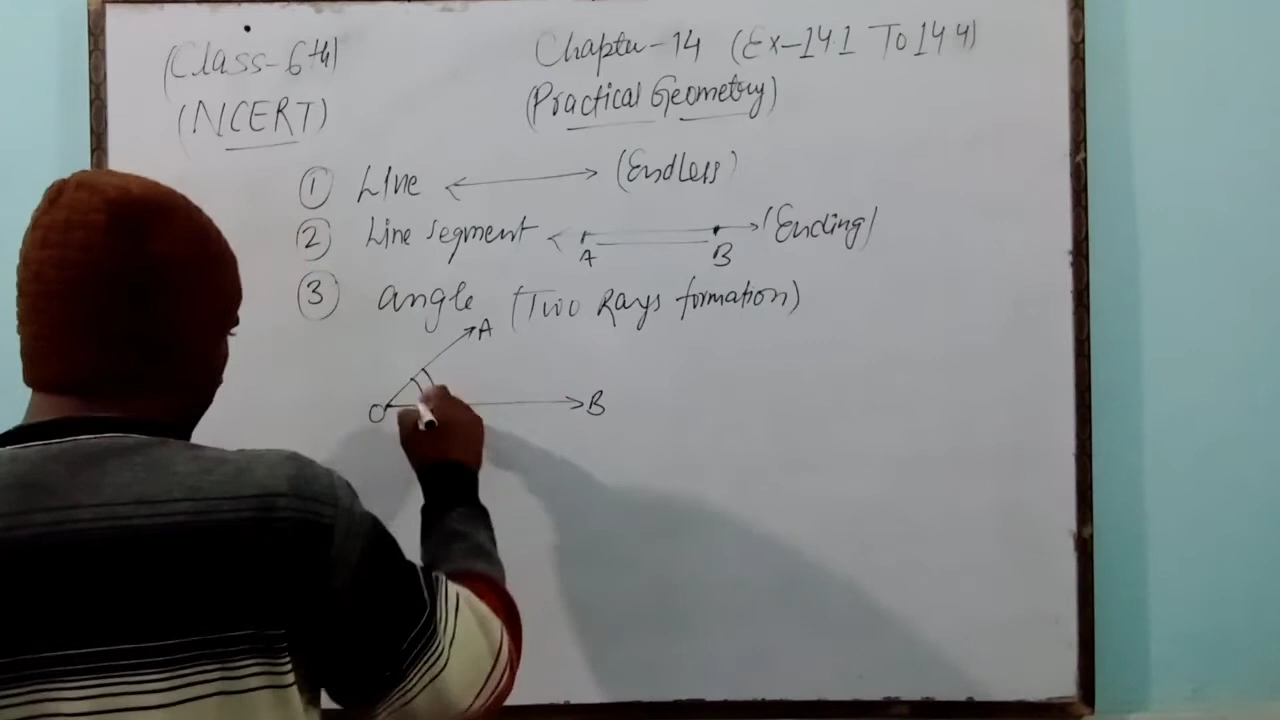 (Class-6th)
(NCERT)
Chapter-14 (Ex-14.1 To 14.4)
(Practical Geometry)
① Line (Endless)
② Line segment A B (Ending)
③ angle (Two Rays formation)
A
O B